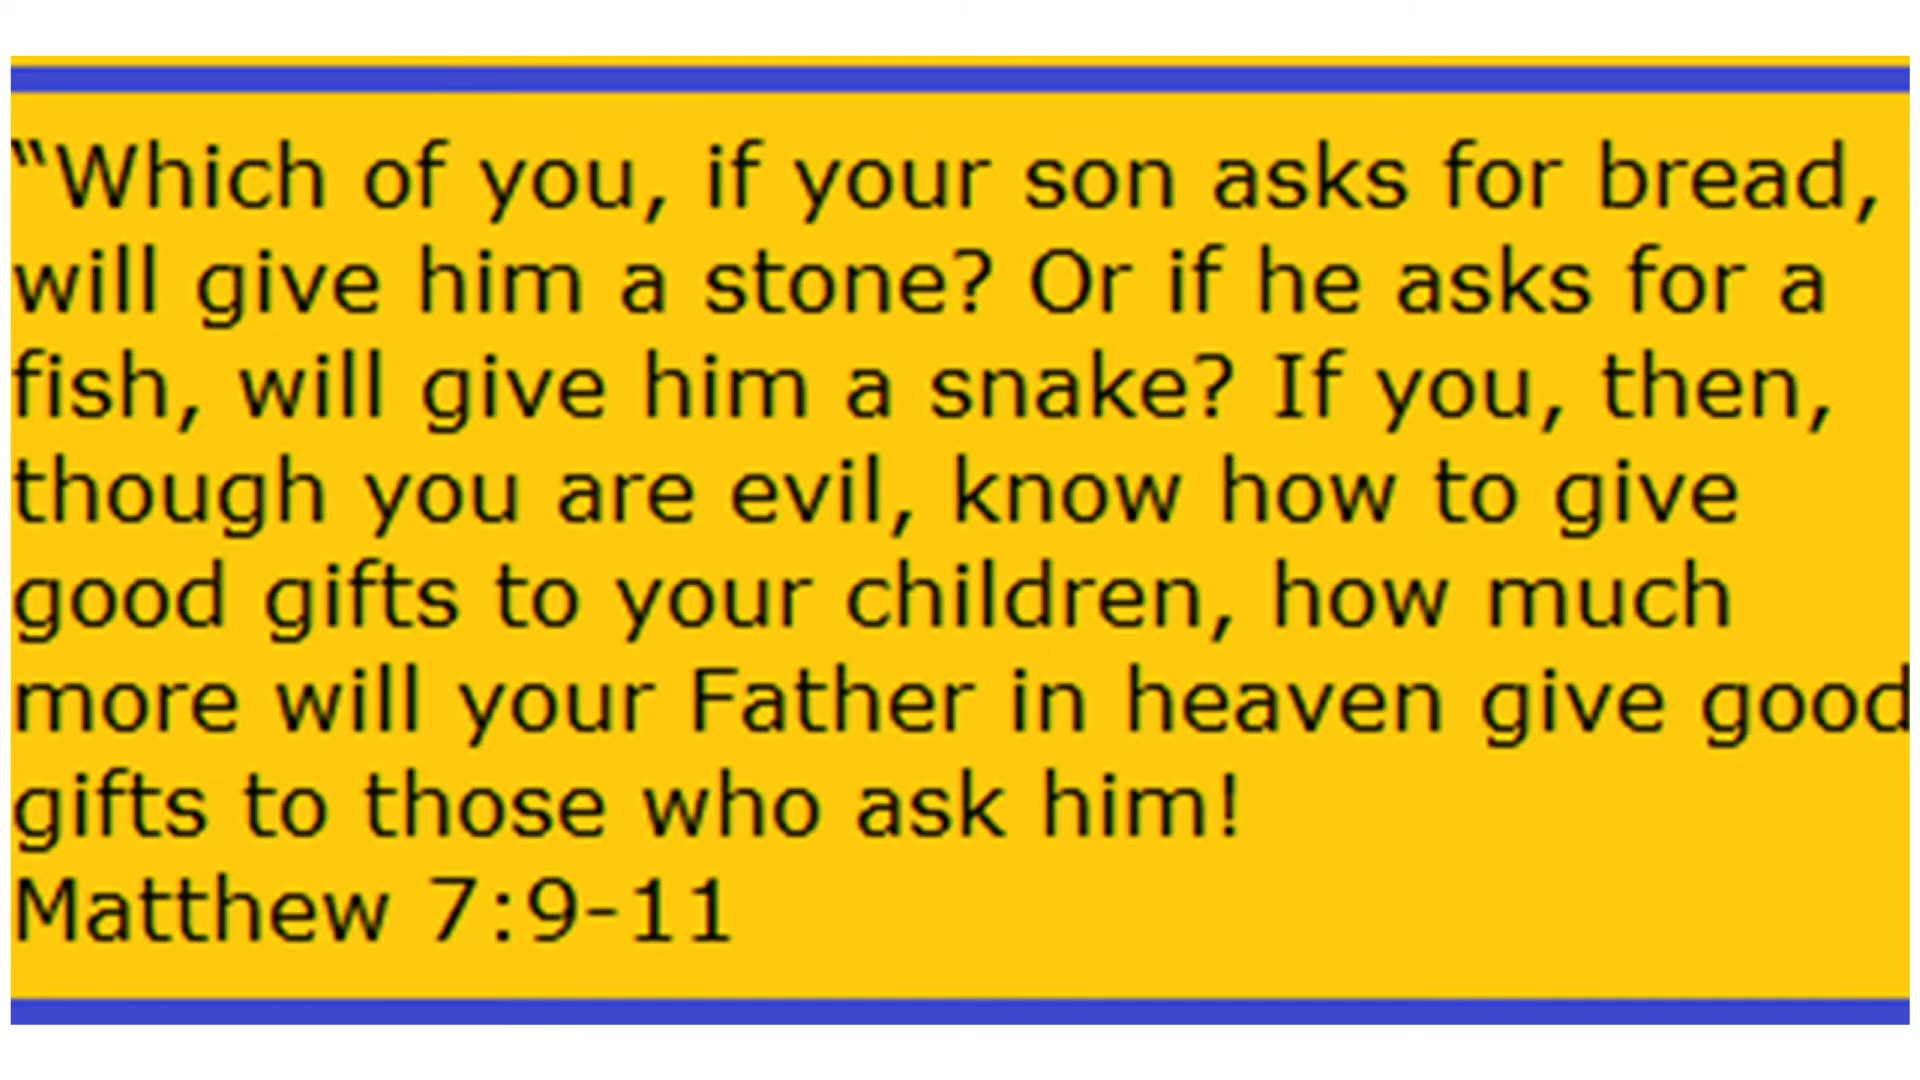 “Which of you, if your son asks for bread,
will give him a stone? Or if he asks for a
fish, will give him a snake? If you, then,
though you are evil, know how to give
good gifts to your children, how much
more will your Father in heaven give good
gifts to those who ask him!
Matthew 7:9-11